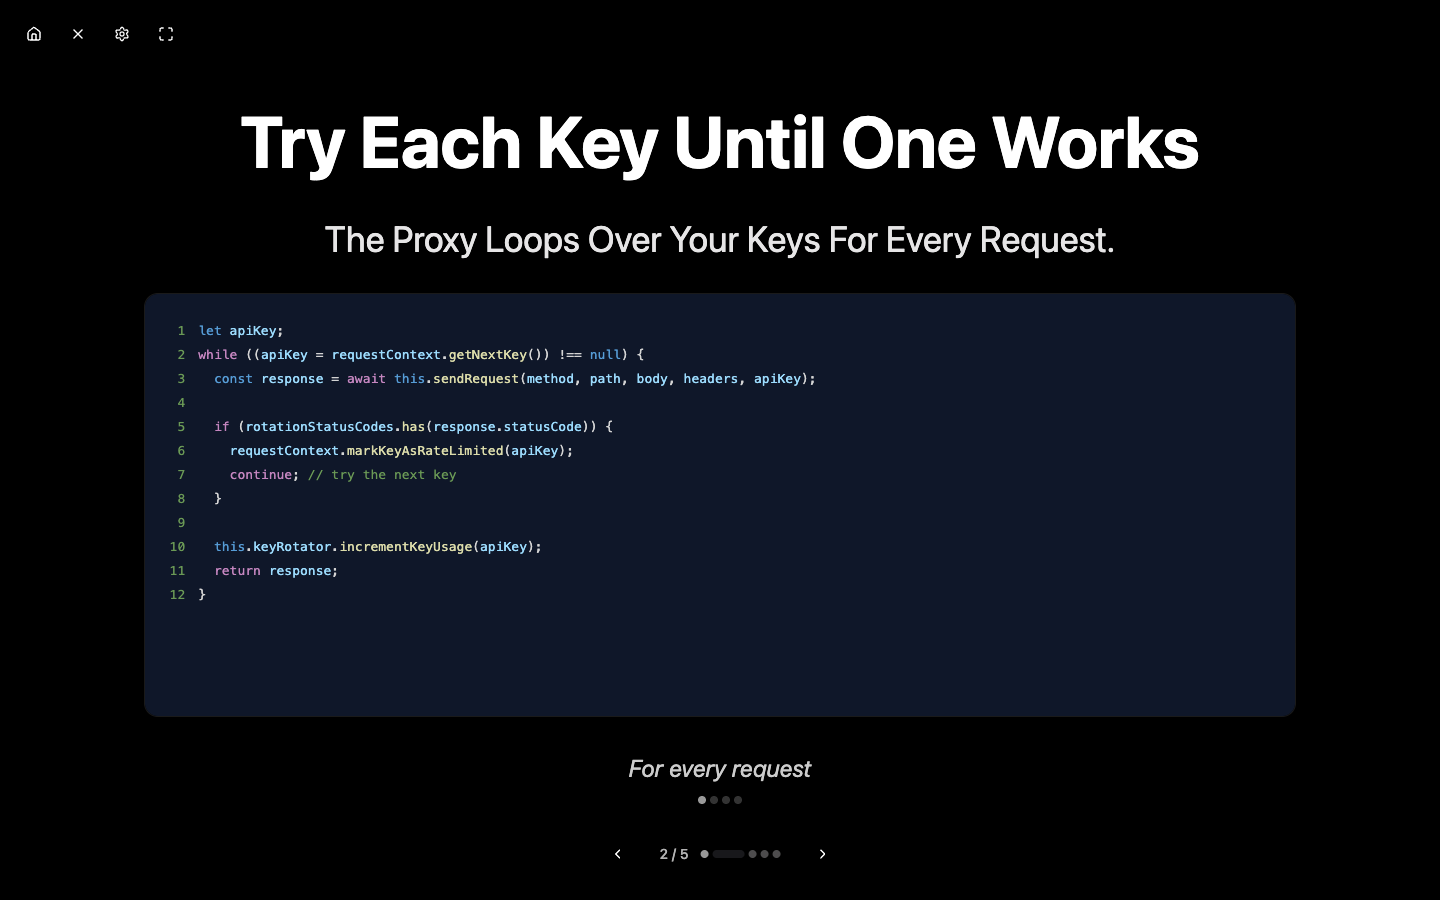 Try Each Key Until One Works
The Proxy Loops Over Your Keys For Every Request.
1 let apiKey;
2 while ((apiKey = requestContext.getNextKey()) !== null) {
3   const response = await this.sendRequest(method, path, body, headers, apiKey);
4
5   if (rotationStatusCodes.has(response.statusCode)) {
6     requestContext.markKeyAsRateLimited(apiKey);
7     continue; // try the next key
8   }
9
10   this.keyRotator.incrementKeyUsage(apiKey);
11   return response;
12 }
For every request
2 / 5